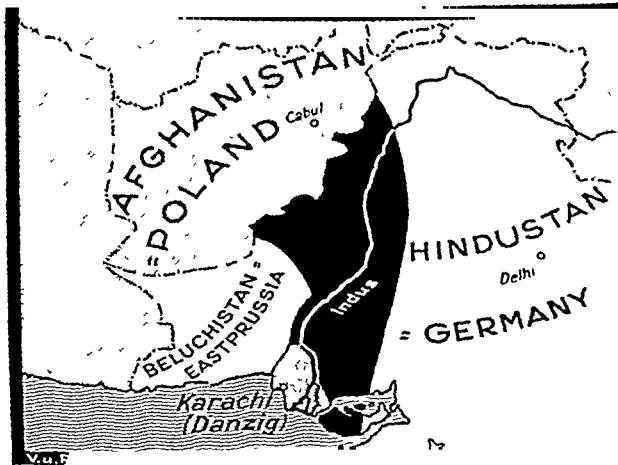 AFGHANISTAN
= POLAND
Cabul
HINDUSTAN
Delhi
= GERMANY
Indus
BELUCHISTAN =
EASTPRUSSIA
Karachi
(Danzig)